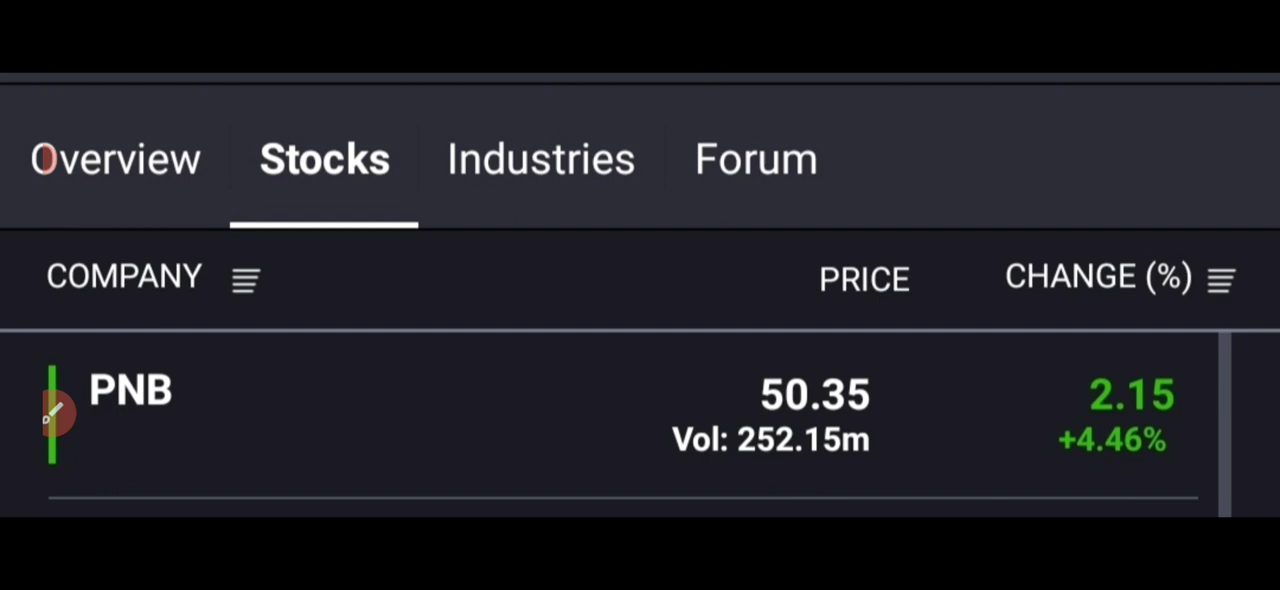 Overview Stocks Industries Forum
COMPANY PRICE CHANGE (%)
PNB 50.35 2.15
Vol: 252.15m +4.46%